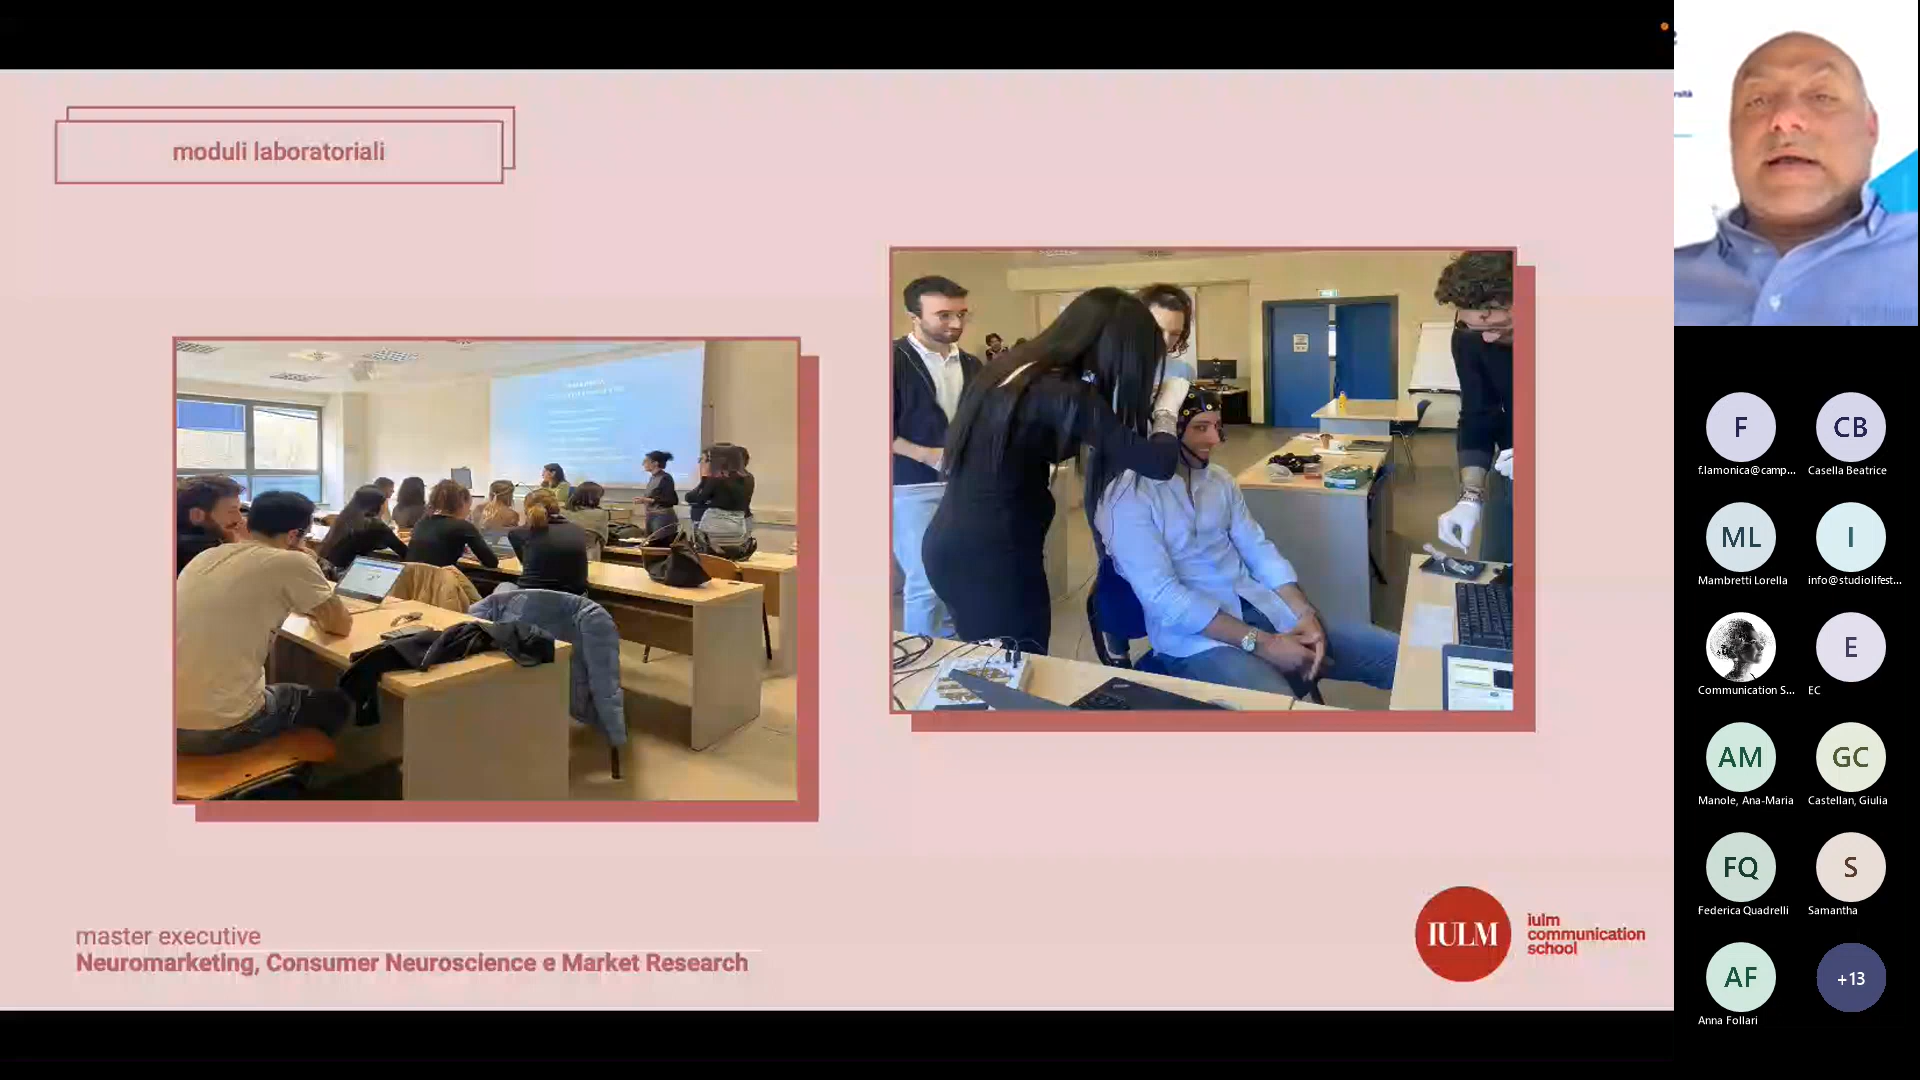 moduli laboratoriali
master executive
Neuromarketing, Consumer Neuroscience e Market Research
IULM
iulm
communication
school
F
f.lamonica@camp...
CB
Casella Beatrice
ML
Mambretti Lorella
I
info@studiolifest...
Communication S...
E
EC
AM
Manole, Ana-Maria
GC
Castellan, Giulia
FQ
Federica Quadrelli
S
Samantha
AF
Anna Follari
+13